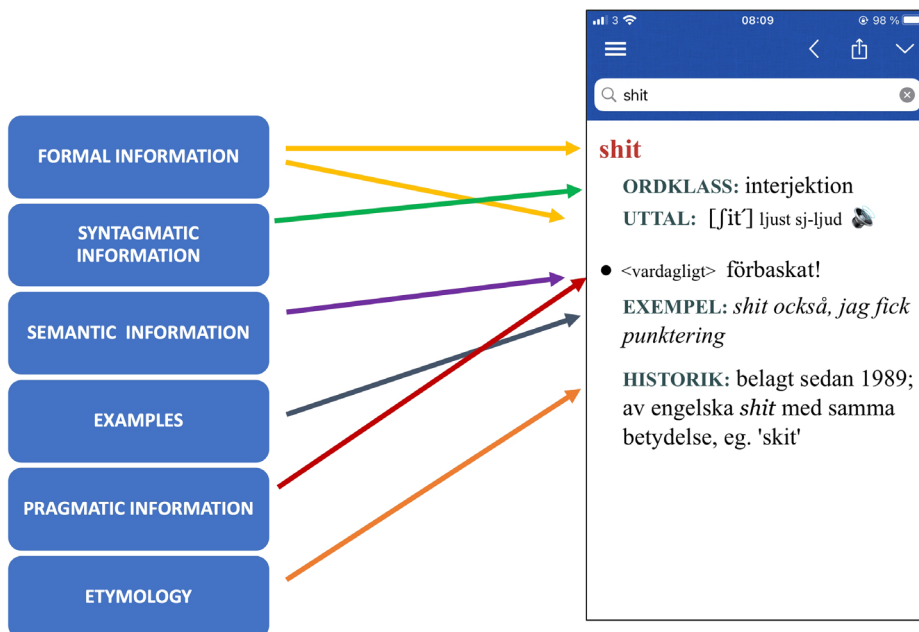 FORMAL INFORMATION
SYNTAGMATIC
INFORMATION
SEMANTIC INFORMATION
EXAMPLES
PRAGMATIC INFORMATION
ETYMOLOGY
3 08:09 98 %
shit
shit
ORDKLASS: interjektion
UTTAL: [ʃit´] ljust sj-ljud
● <vardagligt> förbaskat!
EXEMPEL: shit också, jag fick
punktering
HISTORIK: belagt sedan 1989;
av engelska shit med samma
betydelse, eg. 'skit'